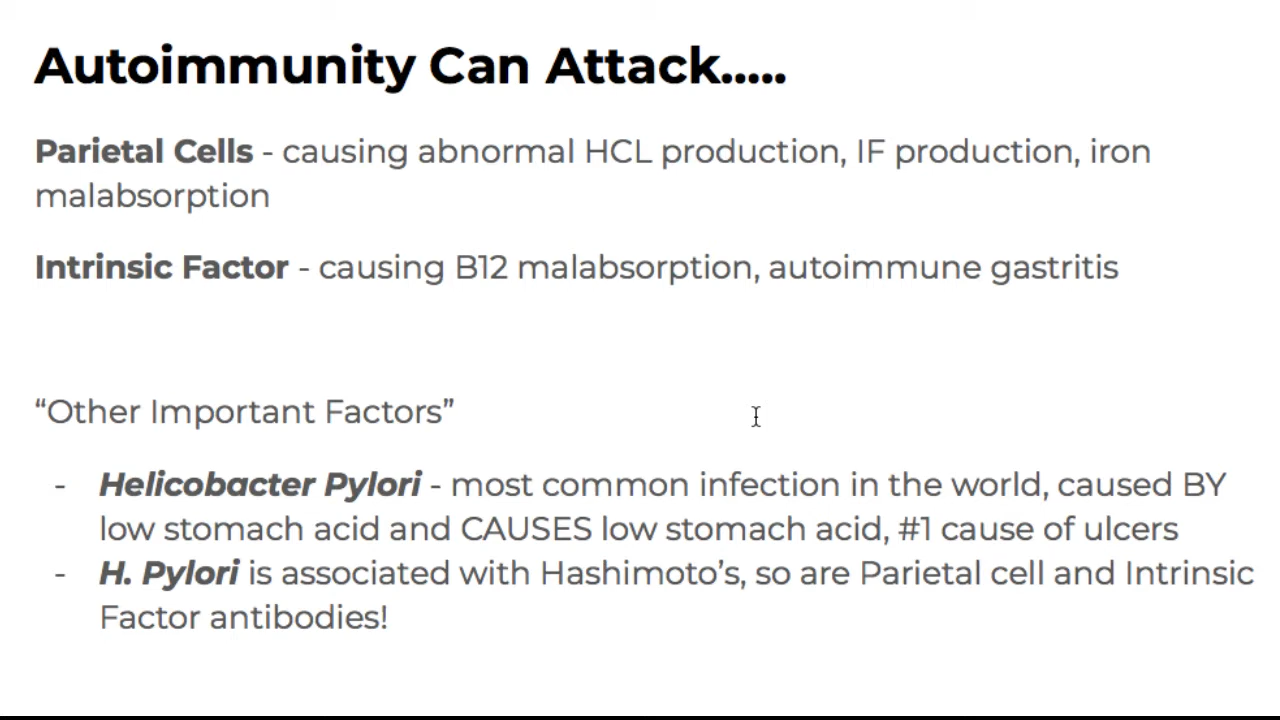 Autoimmunity Can Attack.....
Parietal Cells - causing abnormal HCL production, IF production, iron
malabsorption
Intrinsic Factor - causing B12 malabsorption, autoimmune gastritis
“Other Important Factors”
- Helicobacter Pylori - most common infection in the world, caused BY
low stomach acid and CAUSES low stomach acid, #1 cause of ulcers
- H. Pylori is associated with Hashimoto’s, so are Parietal cell and Intrinsic
Factor antibodies!